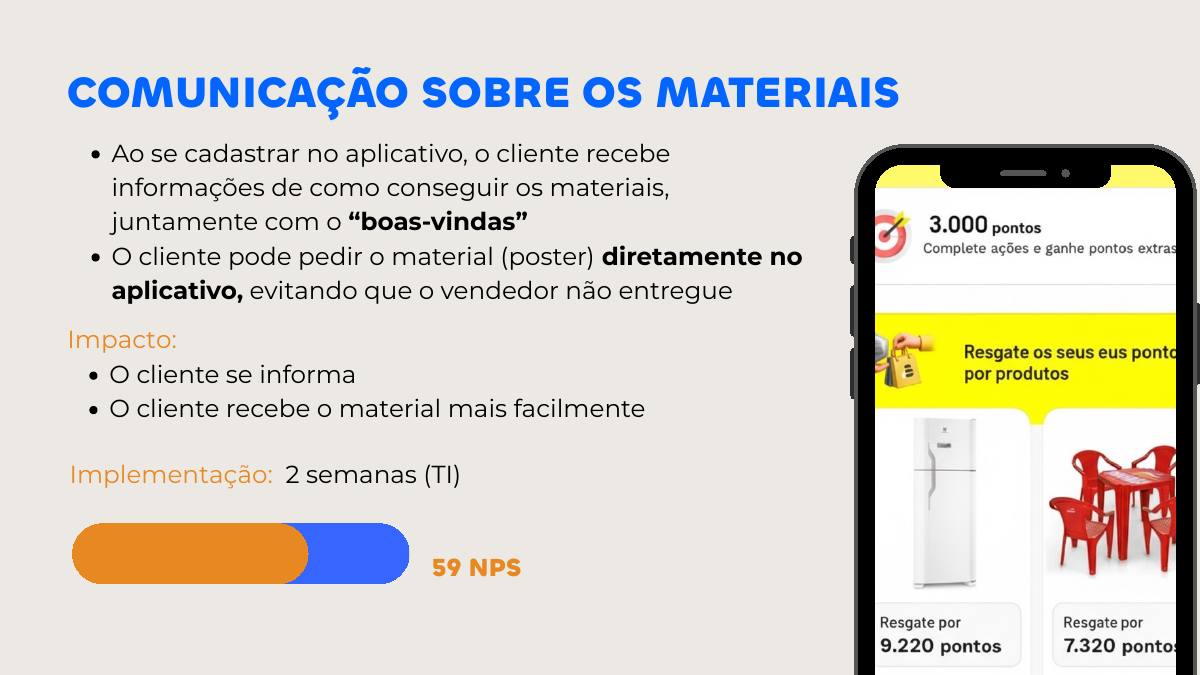 COMUNICAÇÃO SOBRE OS MATERIAIS
• Ao se cadastrar no aplicativo, o cliente recebe
informações de como conseguir os materiais,
juntamente com o “boas-vindas”
• O cliente pode pedir o material (poster) diretamente no
aplicativo, evitando que o vendedor não entregue
Impacto:
• O cliente se informa
• O cliente recebe o material mais facilmente
Implementação: 2 semanas (TI)
59 NPS
3.000 pontos
Complete ações e ganhe pontos extras
Resgate os seus eus ponto
por produtos
Resgate por
9.220 pontos
Resgate por
7.320 pontos